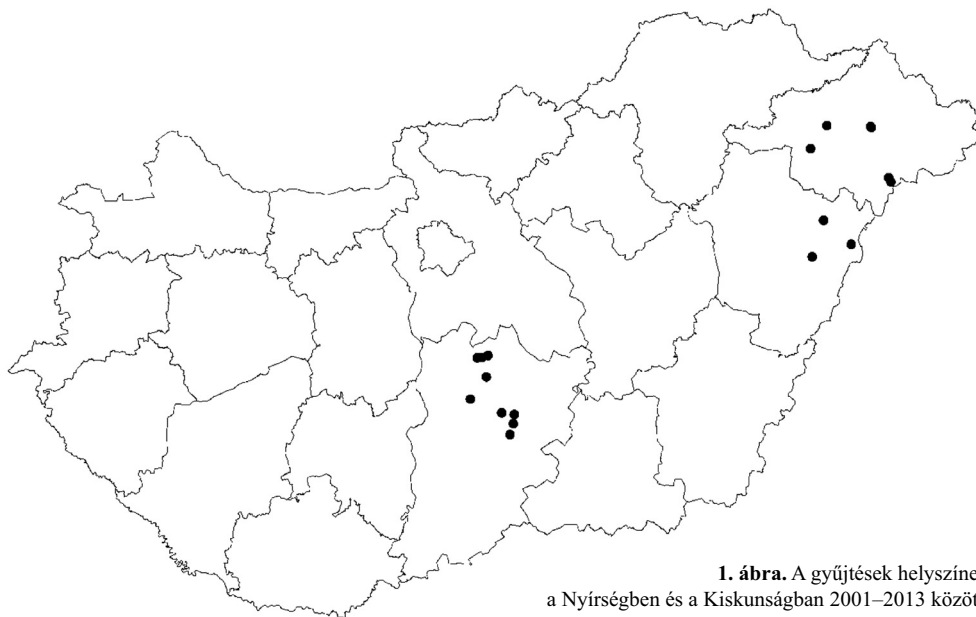 1. ábra. A gyűjtések helyszíne
a Nyírségben és a Kiskunságban 2001–2013 közöt